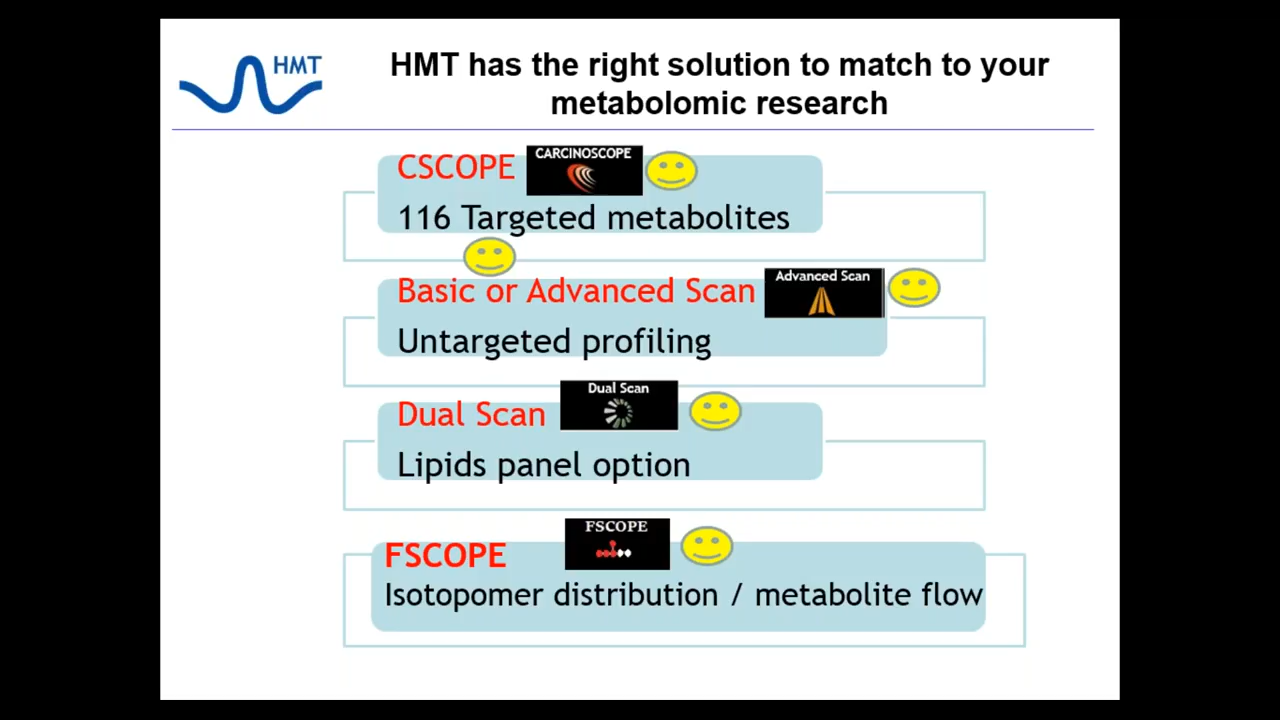 HMT
HMT has the right solution to match to your
metabolomic research
CSCOPE
CARCINOSCOPE
116 Targeted metabolites
Basic or Advanced Scan
Advanced Scan
Untargeted profiling
Dual Scan
Dual Scan
Lipids panel option
FSCOPE
FSCOPE
Isotopomer distribution / metabolite flow